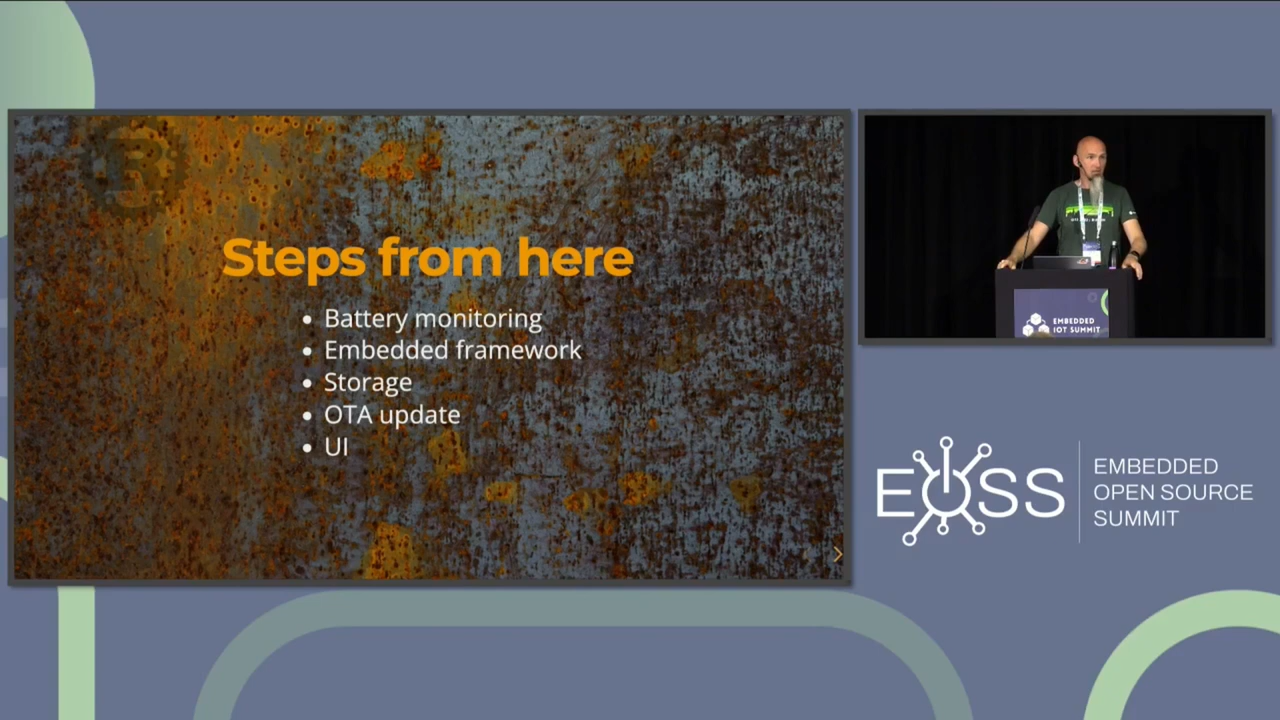 R
Steps from here
Battery monitoring
Embedded framework
Storage
OTA update
UI
EMBEDDED
IOT SUMMIT
EOSS
EMBEDDED
OPEN SOURCE
SUMMIT